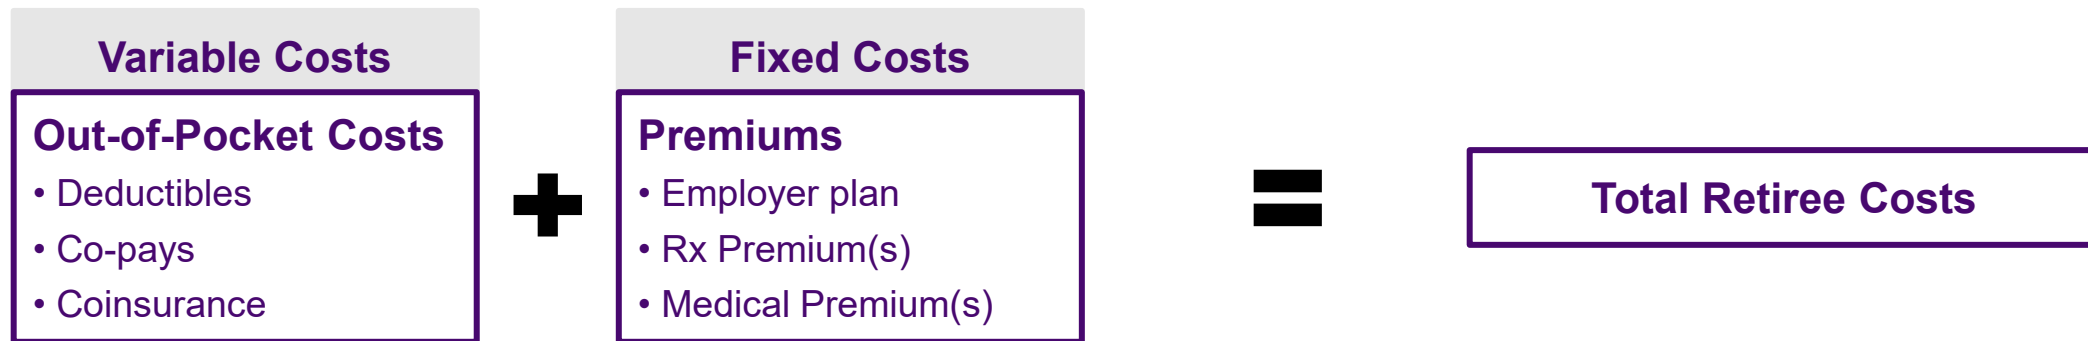 Variable Costs
Out-of-Pocket Costs
• Deductibles
• Co-pays
• Coinsurance
+
Fixed Costs
Premiums
• Employer plan
• Rx Premium(s)
• Medical Premium(s)
=
Total Retiree Costs